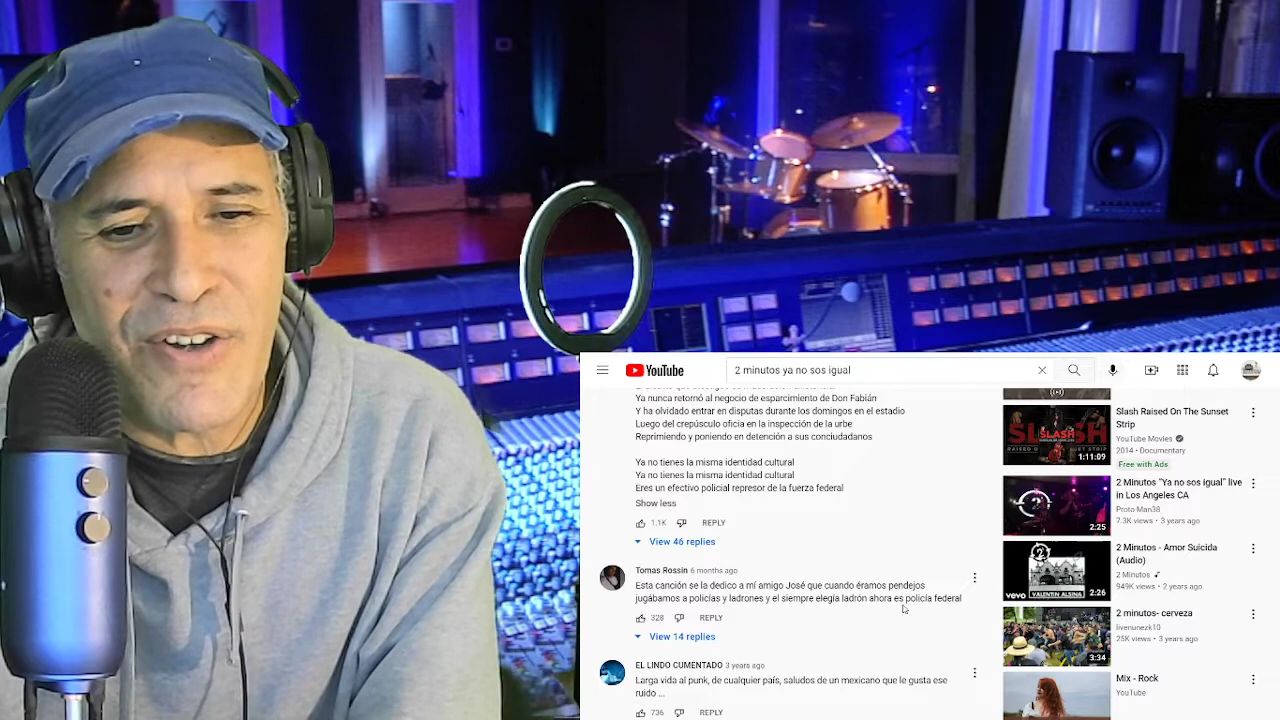 YouTube
2 minutos ya no sos igual
Ya nunca retornó al negocio de esparcimiento de Don Fabián
Y ha olvidado entrar en disputas durante los domingos en el estadio
Luego del crepúsculo oficia en la inspección de la urbe
Reprimiendo y poniendo en detención a sus conciudadanos
Ya no tienes la misma identidad cultural
Ya no tienes la misma identidad cultural
Eres un efectivo policial represor de la fuerza federal
Show less
1.1K REPLY
View 46 replies
Tomas Rossin 6 months ago
Esta canción se la dedico a mí amigo José que cuando éramos pendejos
jugábamos a policías y ladrones y el siempre elegía ladrón ahora es policía federal
328 REPLY
View 14 replies
EL LINDO CUMENTADO 3 years ago
Larga vida al punk, de cualquier país, saludos de un mexicano que le gusta ese
ruido ...
736 REPLY
SLASH
RAISED ON STRIP
1:11:09
Slash Raised On The Sunset
Strip
YouTube Movies
2014 • Documentary
Free with Ads
2:25
2 Minutos "Ya no sos igual" live
in Los Angeles CA
Proto Man38
7.3K views • 3 years ago
VALENTIN ALSINA
vevo
2:26
2 Minutos - Amor Suicida
(Audio)
2 Minutos
949K views • 2 years ago
3:34
2 minutos- cerveza
livenunezk10
25K views • 3 years ago
Mix - Rock
YouTube